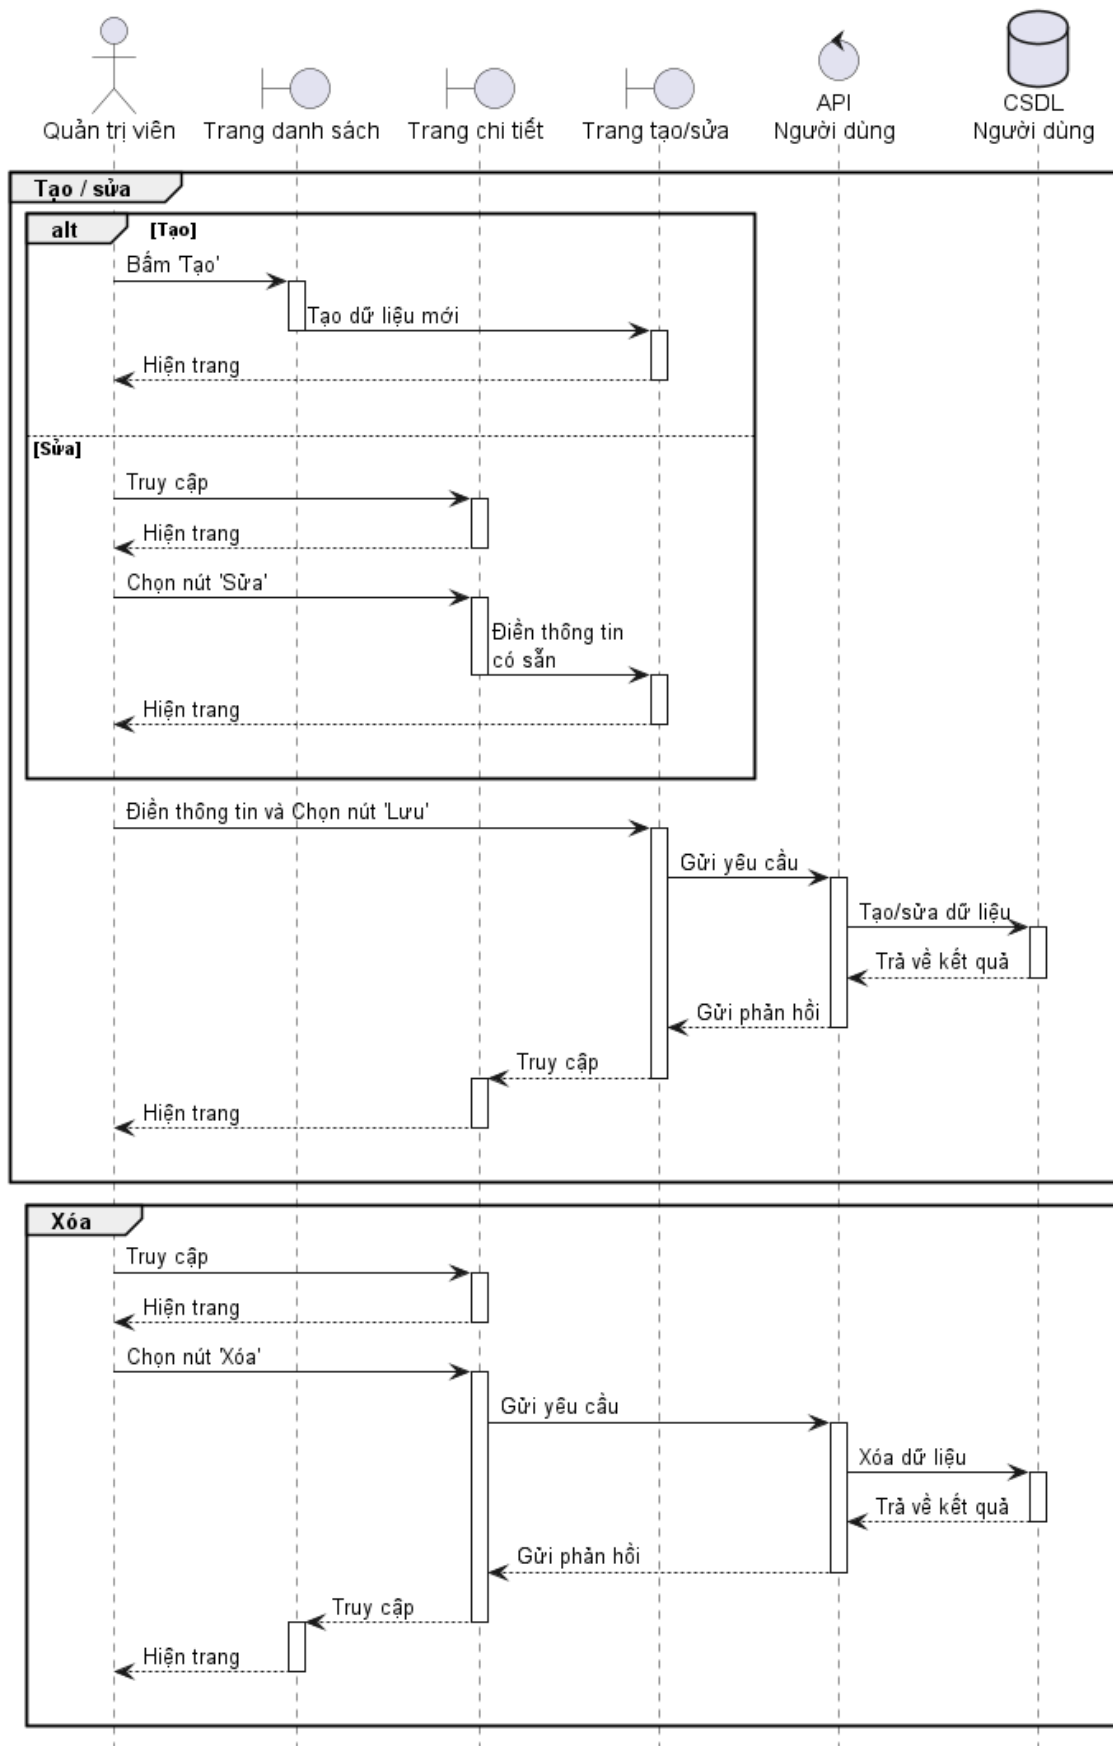 Quản trị viên
Trang danh sách
Trang chi tiết
Trang tạo/sửa
API
Người dùng
CSDL
Người dùng
Tạo / sửa
alt
[Tạo]
Bấm 'Tạo'
Tạo dữ liệu mới
Hiện trang
[Sửa]
Truy cập
Hiện trang
Chọn nút 'Sửa'
Điền thông tin
có sẵn
Hiện trang
Điền thông tin và Chọn nút 'Lưu'
Gửi yêu cầu
Tạo/sửa dữ liệu
Trả về kết quả
Gửi phản hồi
Truy cập
Hiện trang
Xóa
Truy cập
Hiện trang
Chọn nút 'Xóa'
Gửi yêu cầu
Xóa dữ liệu
Trả về kết quả
Gửi phản hồi
Truy cập
Hiện trang